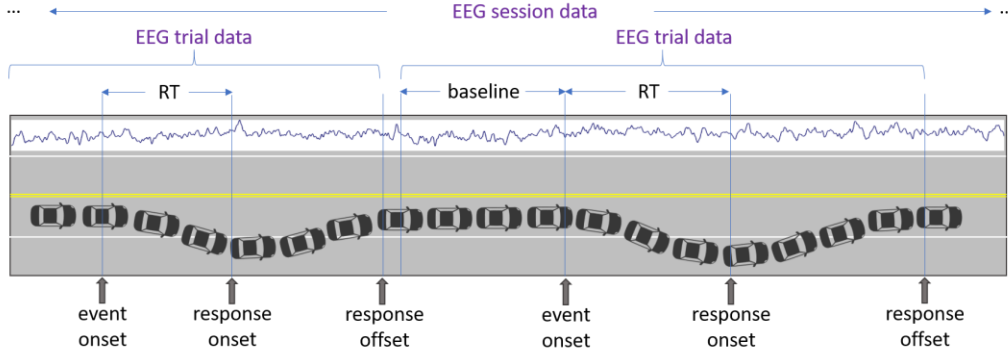 ... EEG session data ..
EEG trial data EEG trial data
RT baseline RT
event onset
response onset
response offset
event onset
response onset
response offset